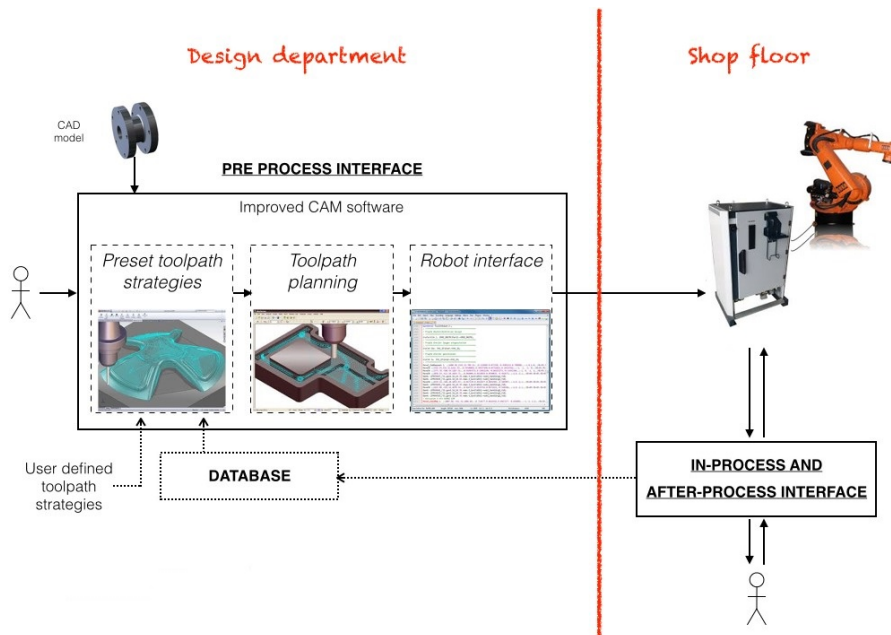 Design department
Shop floor
CAD
model
PRE PROCESS INTERFACE
Improved CAM software
Preset toolpath
strategies
Toolpath
planning
Robot interface
User defined
toolpath
strategies
DATABASE
IN-PROCESS AND
AFTER-PROCESS INTERFACE